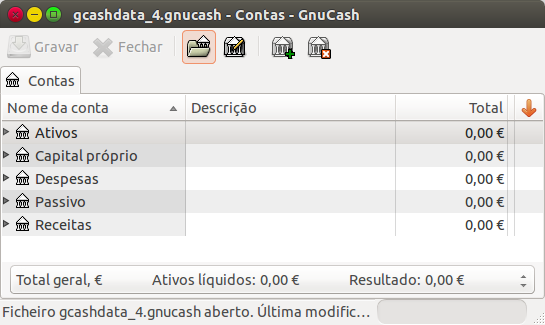 gcashdata_4.gnucash - Contas - GnuCash
Gravar Fechar
Contas
Nome da conta Descrição Total
Ativos 0,00 €
Capital próprio 0,00 €
Despesas 0,00 €
Passivo 0,00 €
Receitas 0,00 €
Total geral, € Ativos líquidos: 0,00 € Resultado: 0,00 €
Ficheiro gcashdata_4.gnucash aberto. Última modific...